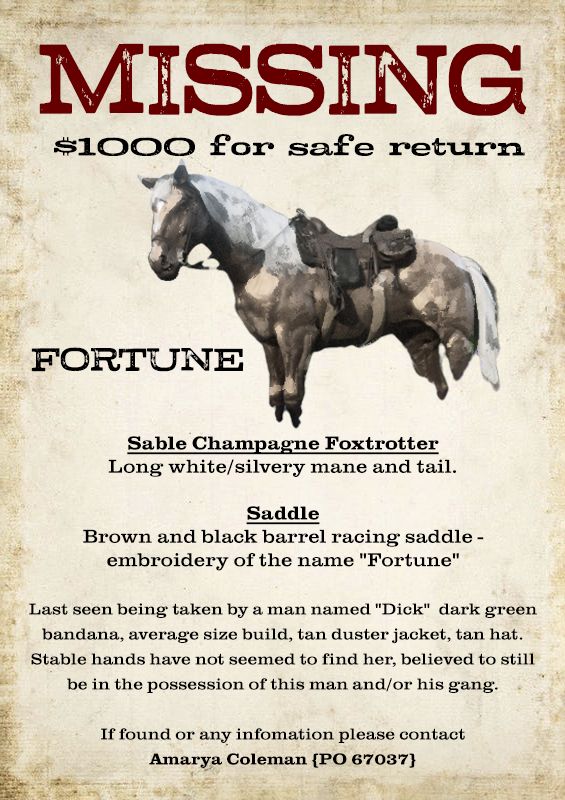 MISSING
$1000 for safe return
FORTUNE
Sable Champagne Foxtrotter
Long white/silvery mane and tail.
Saddle
Brown and black barrel racing saddle -
embroidery of the name "Fortune"
Last seen being taken by a man named "Dick"  dark green
bandana, average size build, tan duster jacket, tan hat.
Stable hands have not seemed to find her, believed to still
be in the possession of this man and/or his gang.
If found or any infomation please contact
Amarya Coleman {PO 67037}